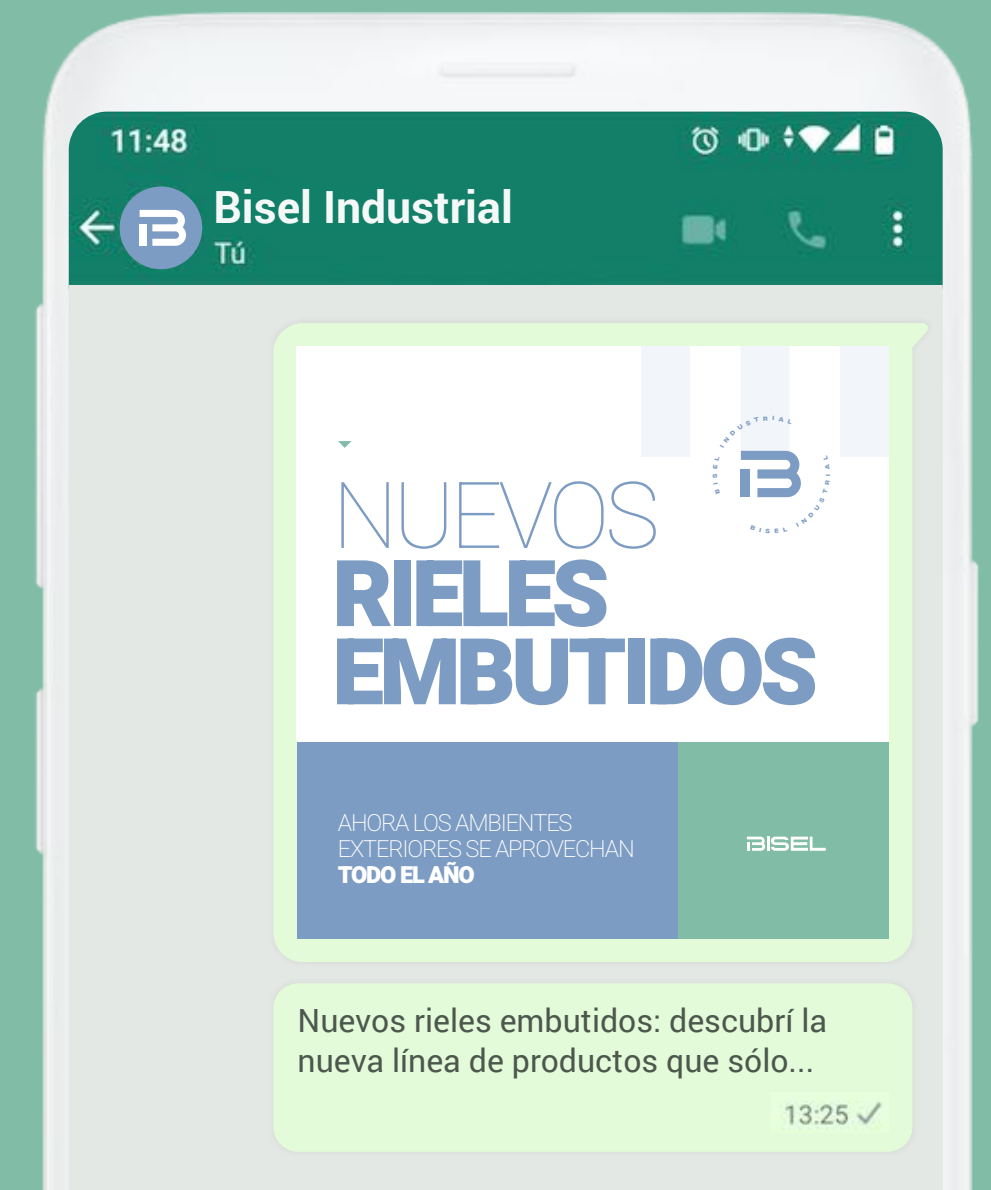 11:48
Bisel Industrial
Tú
BISEL INDUSTRIAL
B
BISEL INDUSTRIAL
NUEVOS
RIELES
EMBUTIDOS
AHORA LOS AMBIENTES
EXTERIORES SE APROVECHAN
TODO EL AÑO
BISEL
Nuevos rieles embutidos: descubrí la
nueva línea de productos que sólo...
13:25